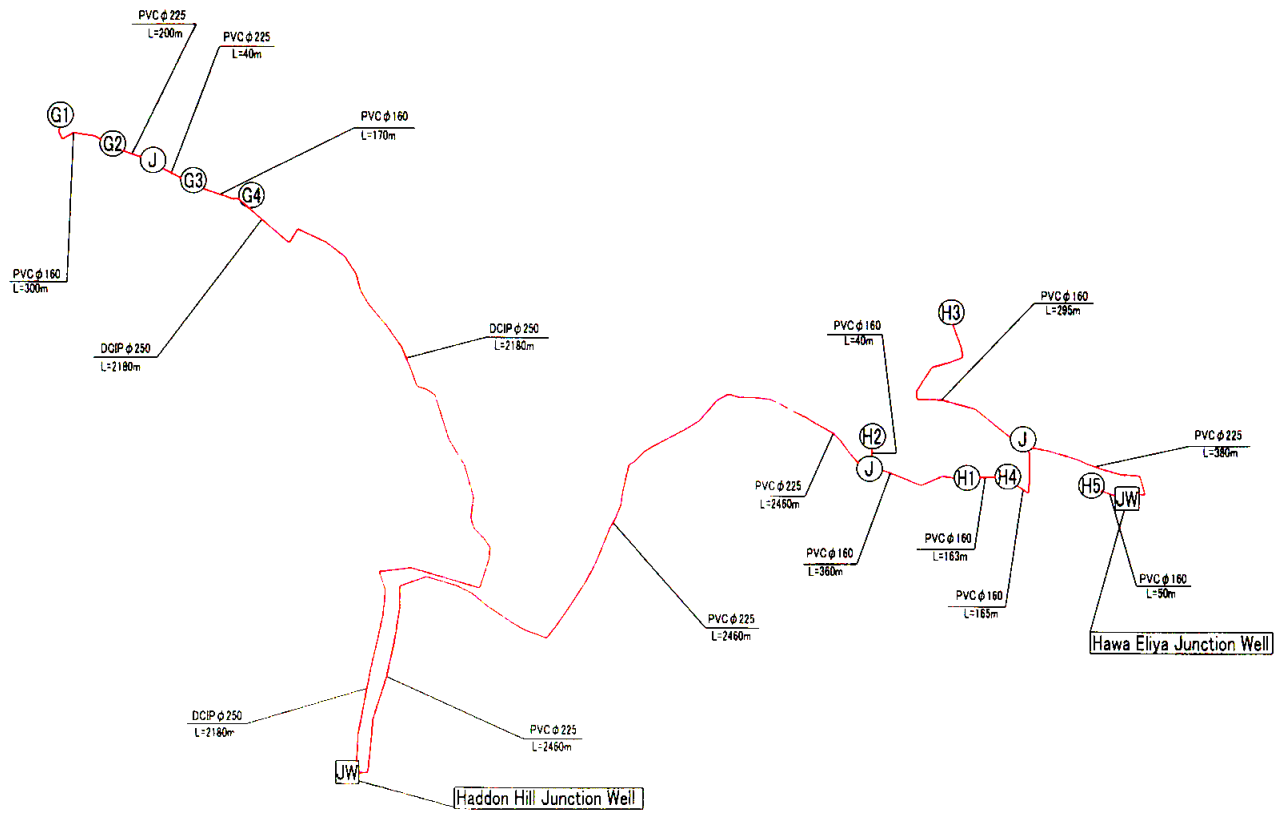 PVC φ 225
L=200m
PVC φ 225
L=40m
G1
G2
J
G3
G4
PVC φ 160
L=170m
PVC φ 160
L=300m
DCIP φ 250
L=2180m
DCIP φ 250
L=2180m
PVC φ 160
L=40m
H3
PVC φ 160
L=295m
H2
J
H1
H4
J
H5
JW
PVC φ 225
L=380m
PVC φ 225
L=2460m
PVC φ 160
L=360m
PVC φ 160
L=163m
PVC φ 160
L=165m
PVC φ 160
L=50m
PVC φ 225
L=2460m
Hawa Eliya Junction Well
DCIP φ 250
L=2180m
PVC φ 225
L=2460m
JW
Haddon Hill Junction Well